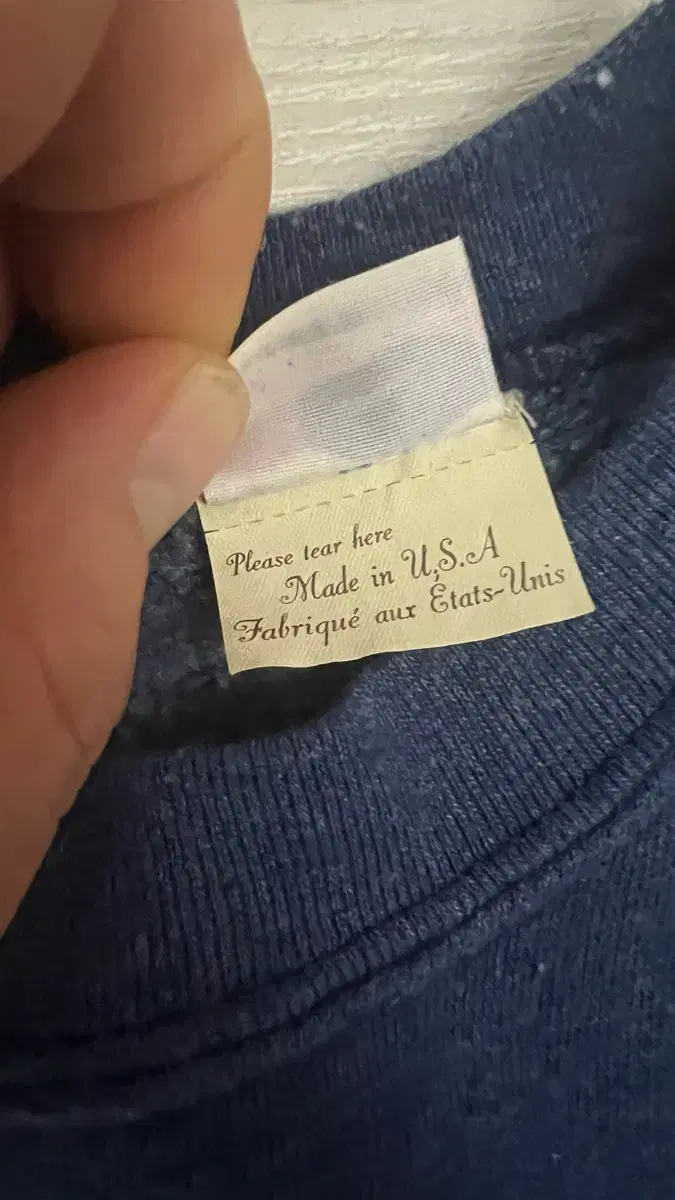 Please tear here
Made in U.S.A
Fabriqué aux États-Unis